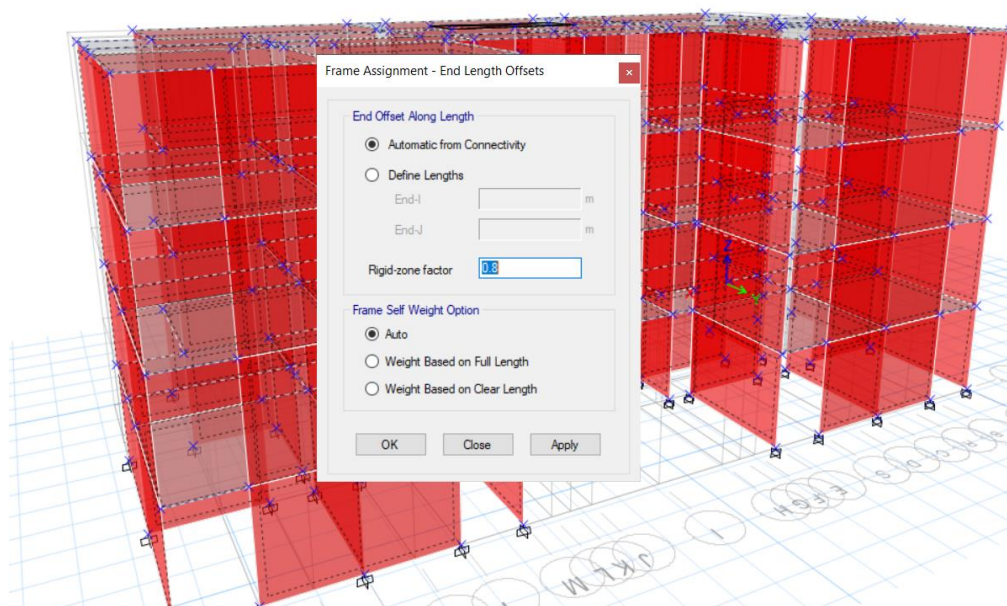 Frame Assignment - End Length Offsets
End Offset Along Length
Automatic from Connectivity
Define Lengths
End-I
m
End-J
m
Rigid-zone factor
0.8
Frame Self Weight Option
Auto
Weight Based on Full Length
Weight Based on Clear Length
OK
Close
Apply
Z
Y
I
J K L M
E F G H